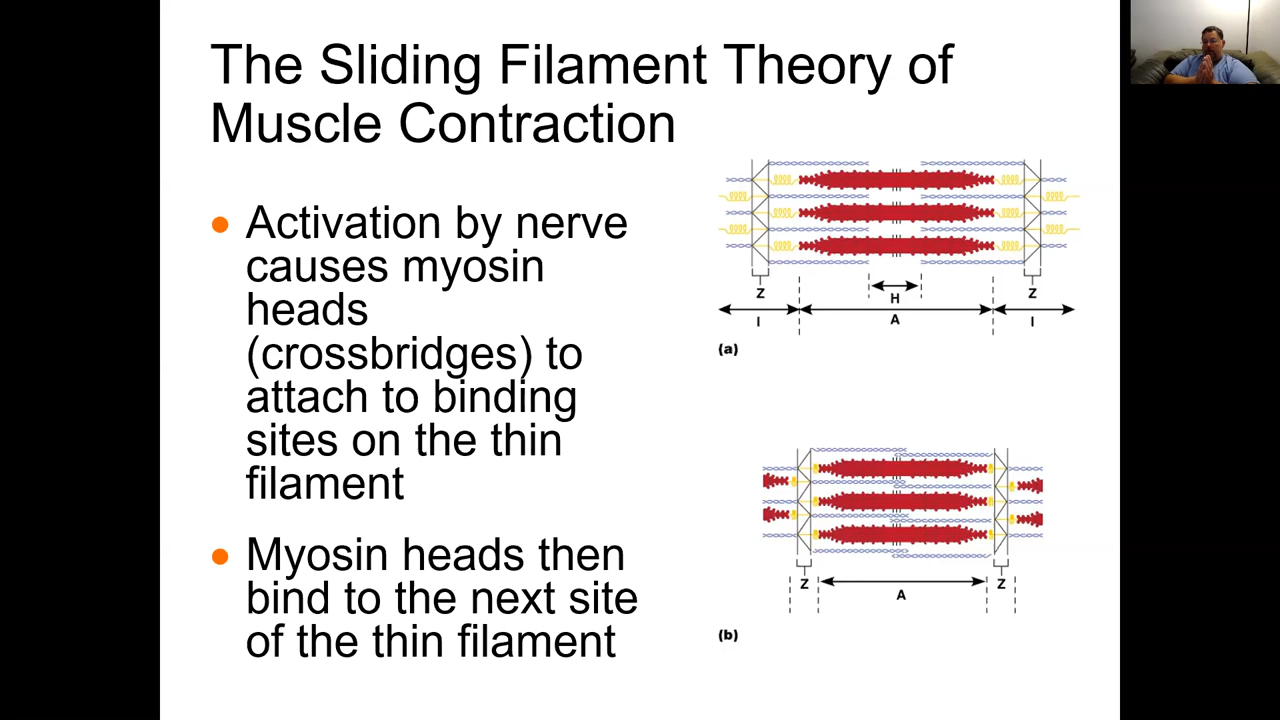 The Sliding Filament Theory of
Muscle Contraction
• Activation by nerve
causes myosin
heads
(crossbridges) to
attach to binding
sites on the thin
filament
• Myosin heads then
bind to the next site
of the thin filament
Z
H
Z
I
A
I
(a)
Z
A
Z
(b)